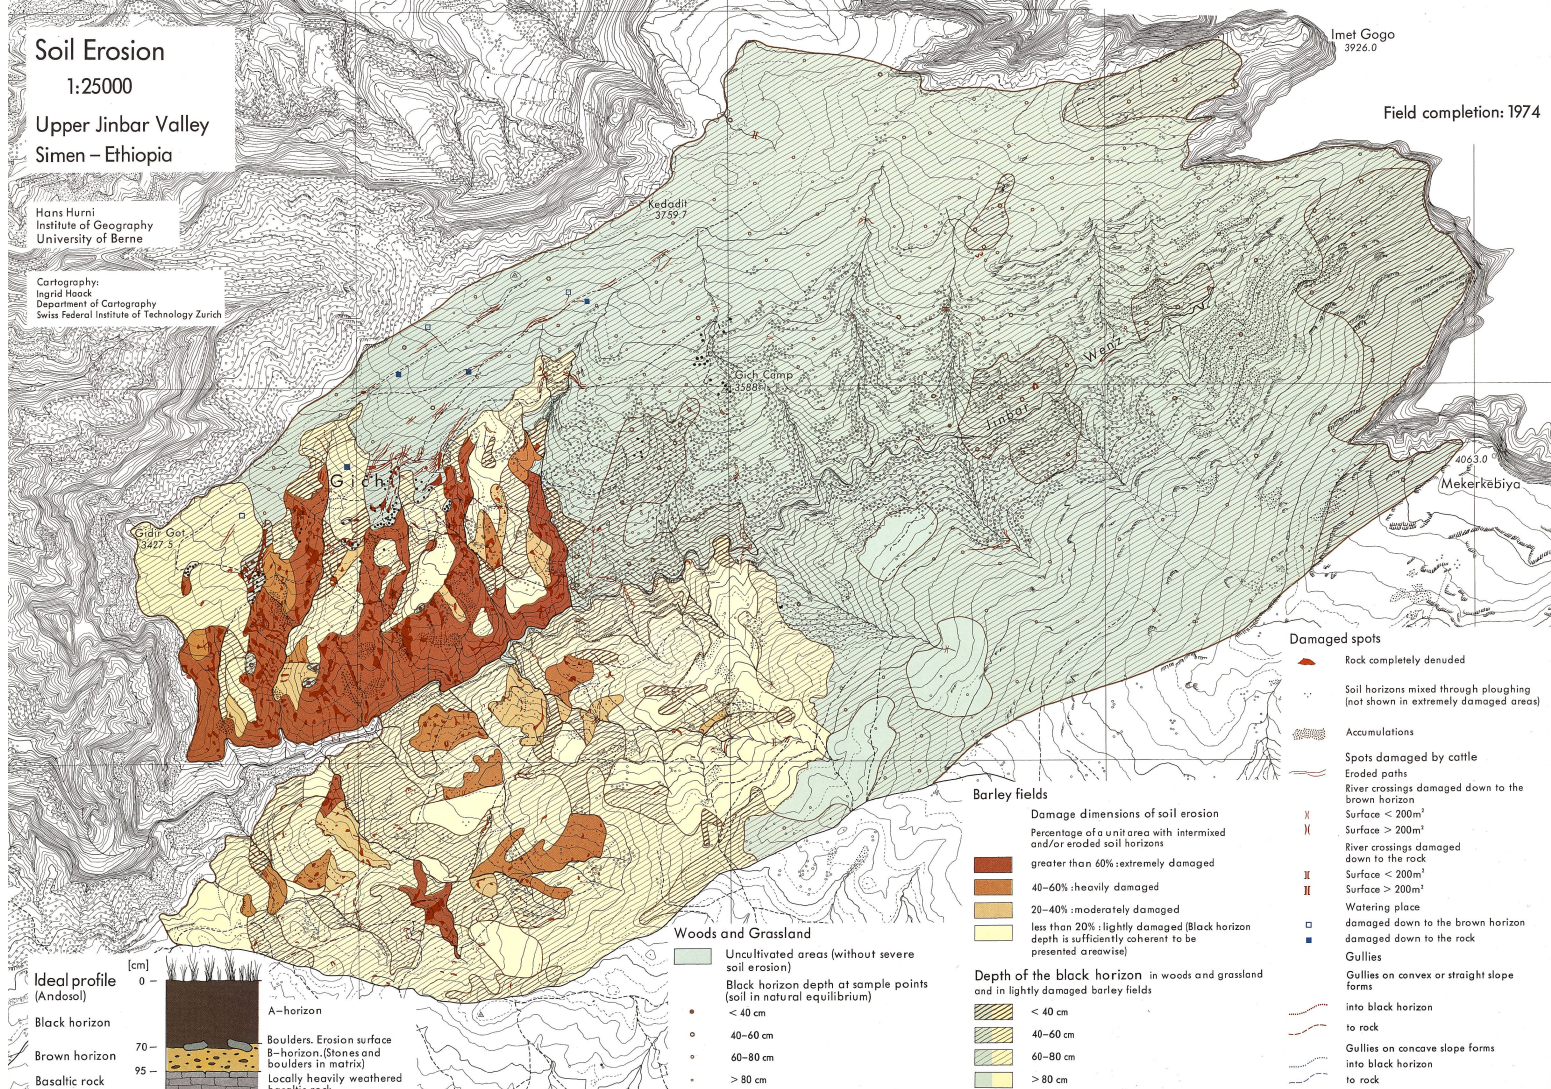 Soil Erosion
1:25000
Upper Jinbar Valley
Simen – Ethiopia
Hans Hurni
Institute of Geography
University of Berne
Cartography:
Ingrid Haack
Department of Cartography
Swiss Federal Institute of Technology Zurich
Imet Gogo
3926.0
Field completion: 1974
Kedadit
3759.7
Gich Camp
3588
Wenz
Jinbar
4063.0
Mekerkebiya
Gich
Gidir Got
3427.5
Damaged spots
Rock completely denuded
Soil horizons mixed through ploughing
(not shown in extremely damaged areas)
Accumulations
Spots damaged by cattle
Eroded paths
River crossings damaged down to the
brown horizon
Surface < 200m²
Surface > 200m²
River crossings damaged
down to the rock
Surface < 200m²
Surface > 200m²
Watering place
damaged down to the brown horizon
damaged down to the rock
Gullies
Gullies on convex or straight slope
forms
into black horizon
to rock
Gullies on concave slope forms
into black horizon
to rock
Barley fields
Damage dimensions of soil erosion
Percentage of a unit area with intermixed
and/or eroded soil horizons
greater than 60% : extremely damaged
40–60% : heavily damaged
20–40% : moderately damaged
less than 20% : lightly damaged (Black horizon
depth is sufficiently coherent to be
presented areawise)
Depth of the black horizon in woods and grassland
and in lightly damaged barley fields
< 40 cm
40–60 cm
60–80 cm
> 80 cm
Woods and Grassland
Uncultivated areas (without severe
soil erosion)
Black horizon depth at sample points
(soil in natural equilibrium)
< 40 cm
40–60 cm
60–80 cm
> 80 cm
Ideal profile
(Andosol)
[cm]
0
A–horizon
Black horizon
Boulders. Erosion surface
70
B–horizon.(Stones and
boulders in matrix)
Brown horizon
95
Locally heavily weathered
Basaltic rock
basaltic rock